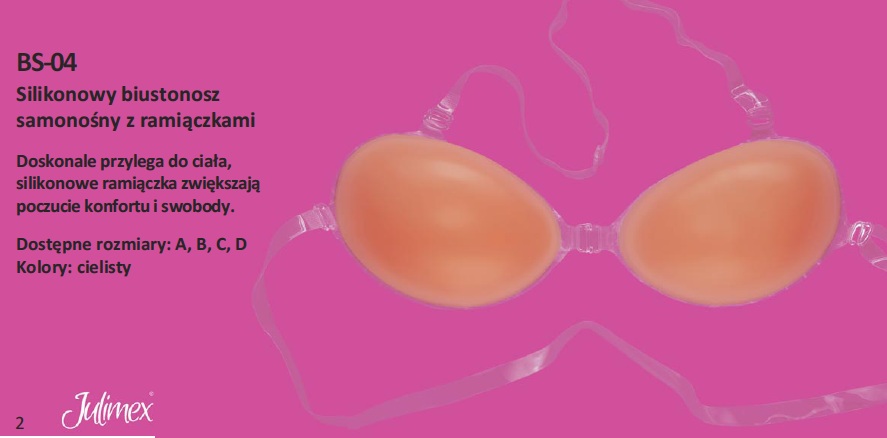 BS-04
Silikonowy biustonosz
samonośny z ramiączkami
Doskonale przylega do ciała,
silikonowe ramiączka zwiększają
poczucie konfortu i swobody.
Dostępne rozmiary: A, B, C, D
Kolory: cielisty
2
Julimex®